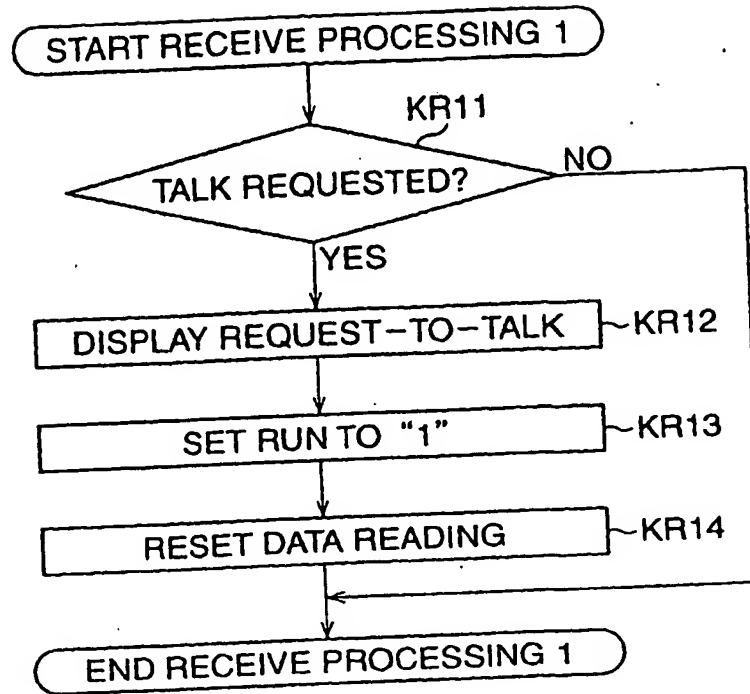 START RECEIVE PROCESSING 1
KR11
TALK REQUESTED?
NO
YES
DISPLAY REQUEST-TO-TALK
KR12
SET RUN TO "1"
KR13
RESET DATA READING
KR14
END RECEIVE PROCESSING 1